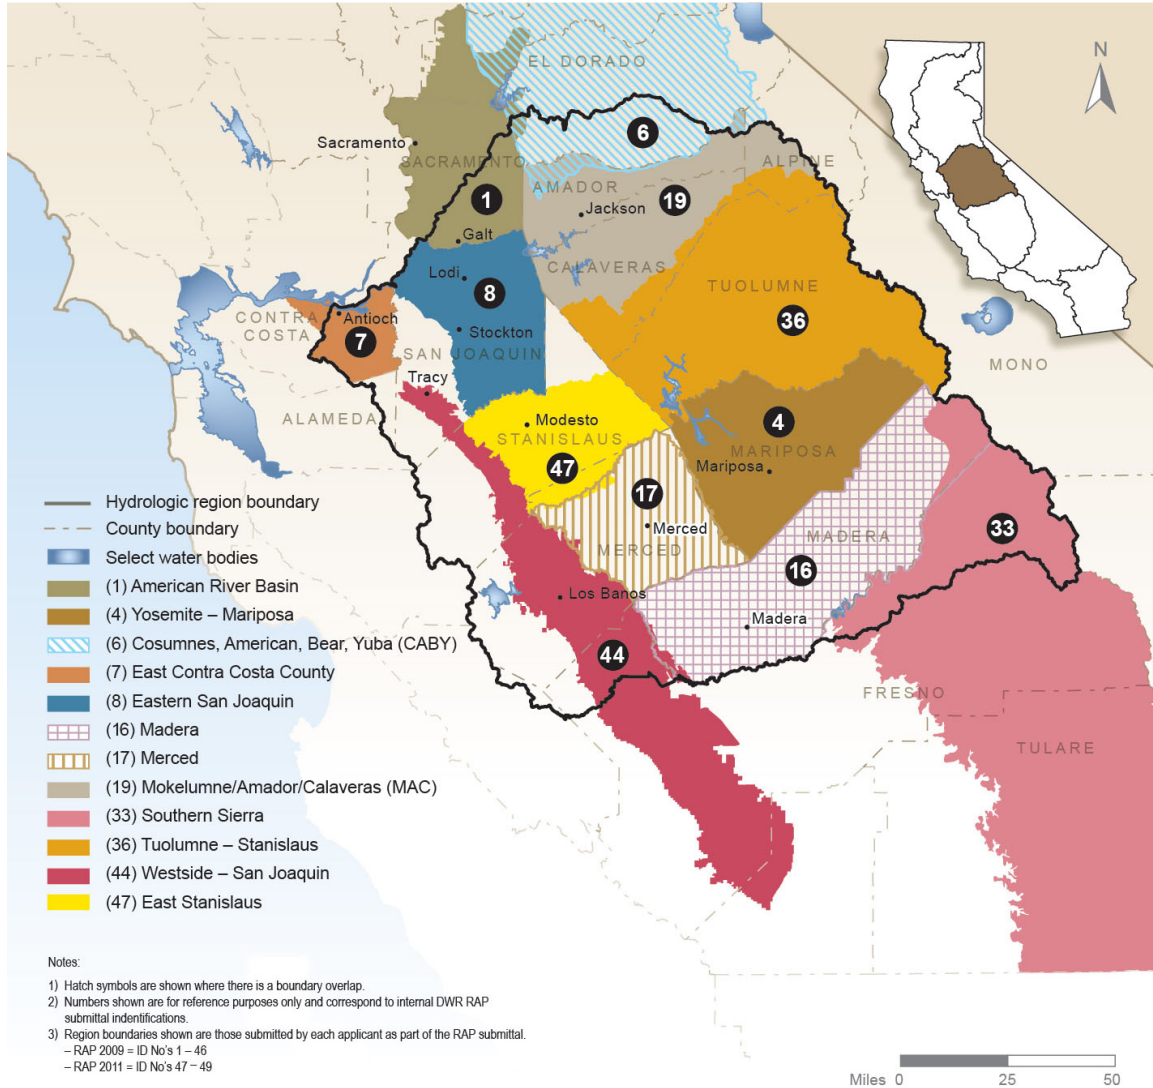 N
EL DORADO
6
Sacramento
SACRAMENTO
ALPINE
AMADOR
1
19
Jackson
Galt
CALAVERAS
Lodi
8
TUOLUMNE
CONTRA
COSTA
Antioch
36
7
Stockton
SAN JOAQUIN
MONO
Tracy
ALAMEDA
Modesto
STANISLAUS
4
MARIPOSA
47
Mariposa
17
Merced
MERCED
MADERA
33
16
Los Banos
Madera
44
FRESNO
TULARE
Hydrologic region boundary
County boundary
Select water bodies
(1) American River Basin
(4) Yosemite – Mariposa
(6) Cosumnes, American, Bear, Yuba (CABY)
(7) East Contra Costa County
(8) Eastern San Joaquin
(16) Madera
(17) Merced
(19) Mokelumne/Amador/Calaveras (MAC)
(33) Southern Sierra
(36) Tuolumne – Stanislaus
(44) Westside – San Joaquin
(47) East Stanislaus
Notes:
1) Hatch symbols are shown where there is a boundary overlap.
2) Numbers shown are for reference purposes only and correspond to internal DWR RAP
submittal indentifications.
3) Region boundaries shown are those submitted by each applicant as part of the RAP submittal.
– RAP 2009 = ID No's 1 – 46
– RAP 2011 = ID No's 47 – 49
Miles 0 25 50